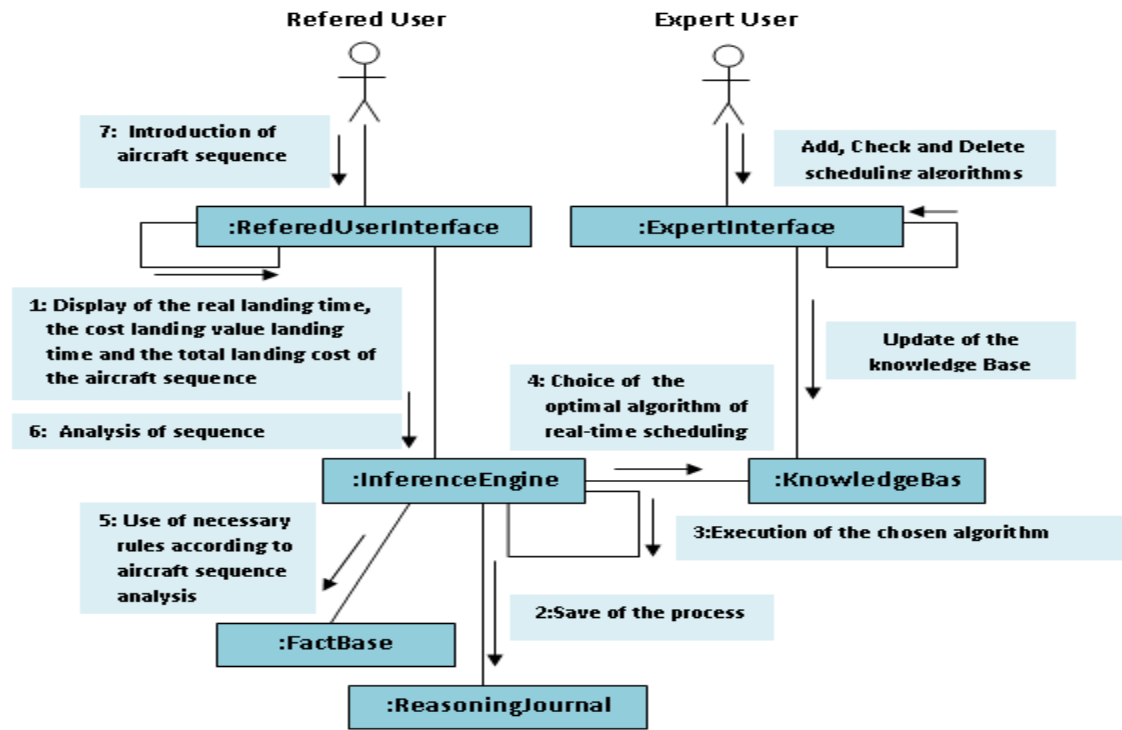 Refered User
Expert User
7: Introduction of
aircraft sequence
Add, Check and Delete
scheduling algorithms
:ReferedUserInterface
:ExpertInterface
1: Display of the real landing time,
the cost landing value landing
time and the total landing cost of
the aircraft sequence
Update of the
knowledge Base
4: Choice of the
optimal algorithm of
real-time scheduling
6: Analysis of sequence
:InferenceEngine
:KnowledgeBas
5: Use of necessary
rules according to
aircraft sequence
analysis
3:Execution of the chosen algorithm
2:Save of the process
:FactBase
:ReasoningJournal